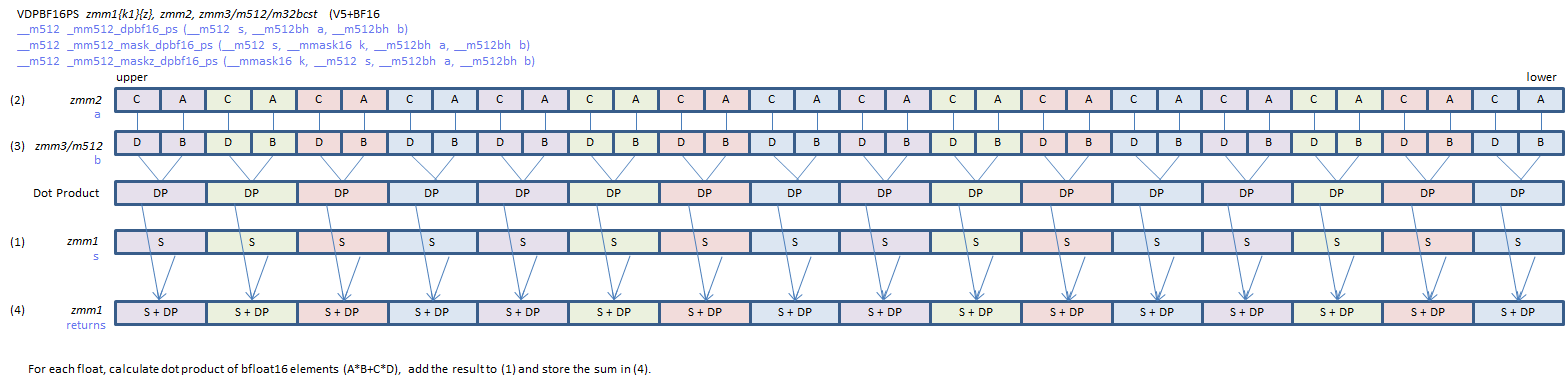 VDPBF16PS zmm1{k1}{z}, zmm2, zmm3/m512/m32bcst (V5+BF16
__m512 _mm512_dpbf16_ps (__m512 s, __m512bh a, __m512bh b)
__m512 _mm512_mask_dpbf16_ps (__m512 s, __mmask16 k, __m512bh a, __m512bh b)
__m512 _mm512_maskz_dpbf16_ps (__mmask16 k, __m512 s, __m512bh a, __m512bh b)
upper lower
(2) zmm2 C A C A C A C A C A C A C A C A C A C A C A C A C A C A C A C A
a
(3) zmm3/m512 D B D B D B D B D B D B D B D B D B D B D B D B D B D B D B D B
b
Dot Product DP DP DP DP DP DP DP DP DP DP DP DP DP DP DP DP
(1) zmm1 S S S S S S S S S S S S S S S S
s
(4) zmm1 S + DP S + DP S + DP S + DP S + DP S + DP S + DP S + DP S + DP S + DP S + DP S + DP S + DP S + DP S + DP S + DP
returns
For each float, calculate dot product of bfloat16 elements (A*B+C*D), add the result to (1) and store the sum in (4).